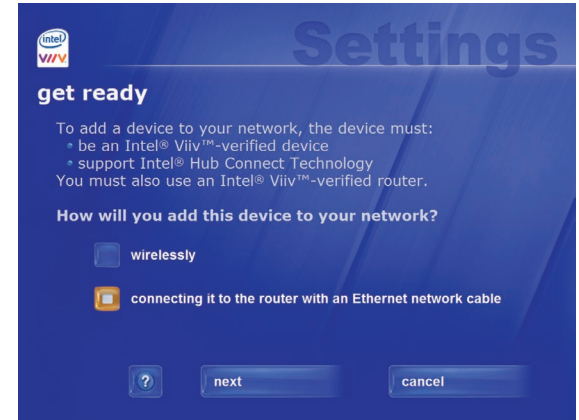 Settings
intel
VIIV
get ready
To add a device to your network, the device must:
• be an Intel® Viiv™-verified device
• support Intel® Hub Connect Technology
You must also use an Intel® Viiv™-verified router.
How will you add this device to your network?
wirelessly
connecting it to the router with an Ethernet network cable
?
next
cancel